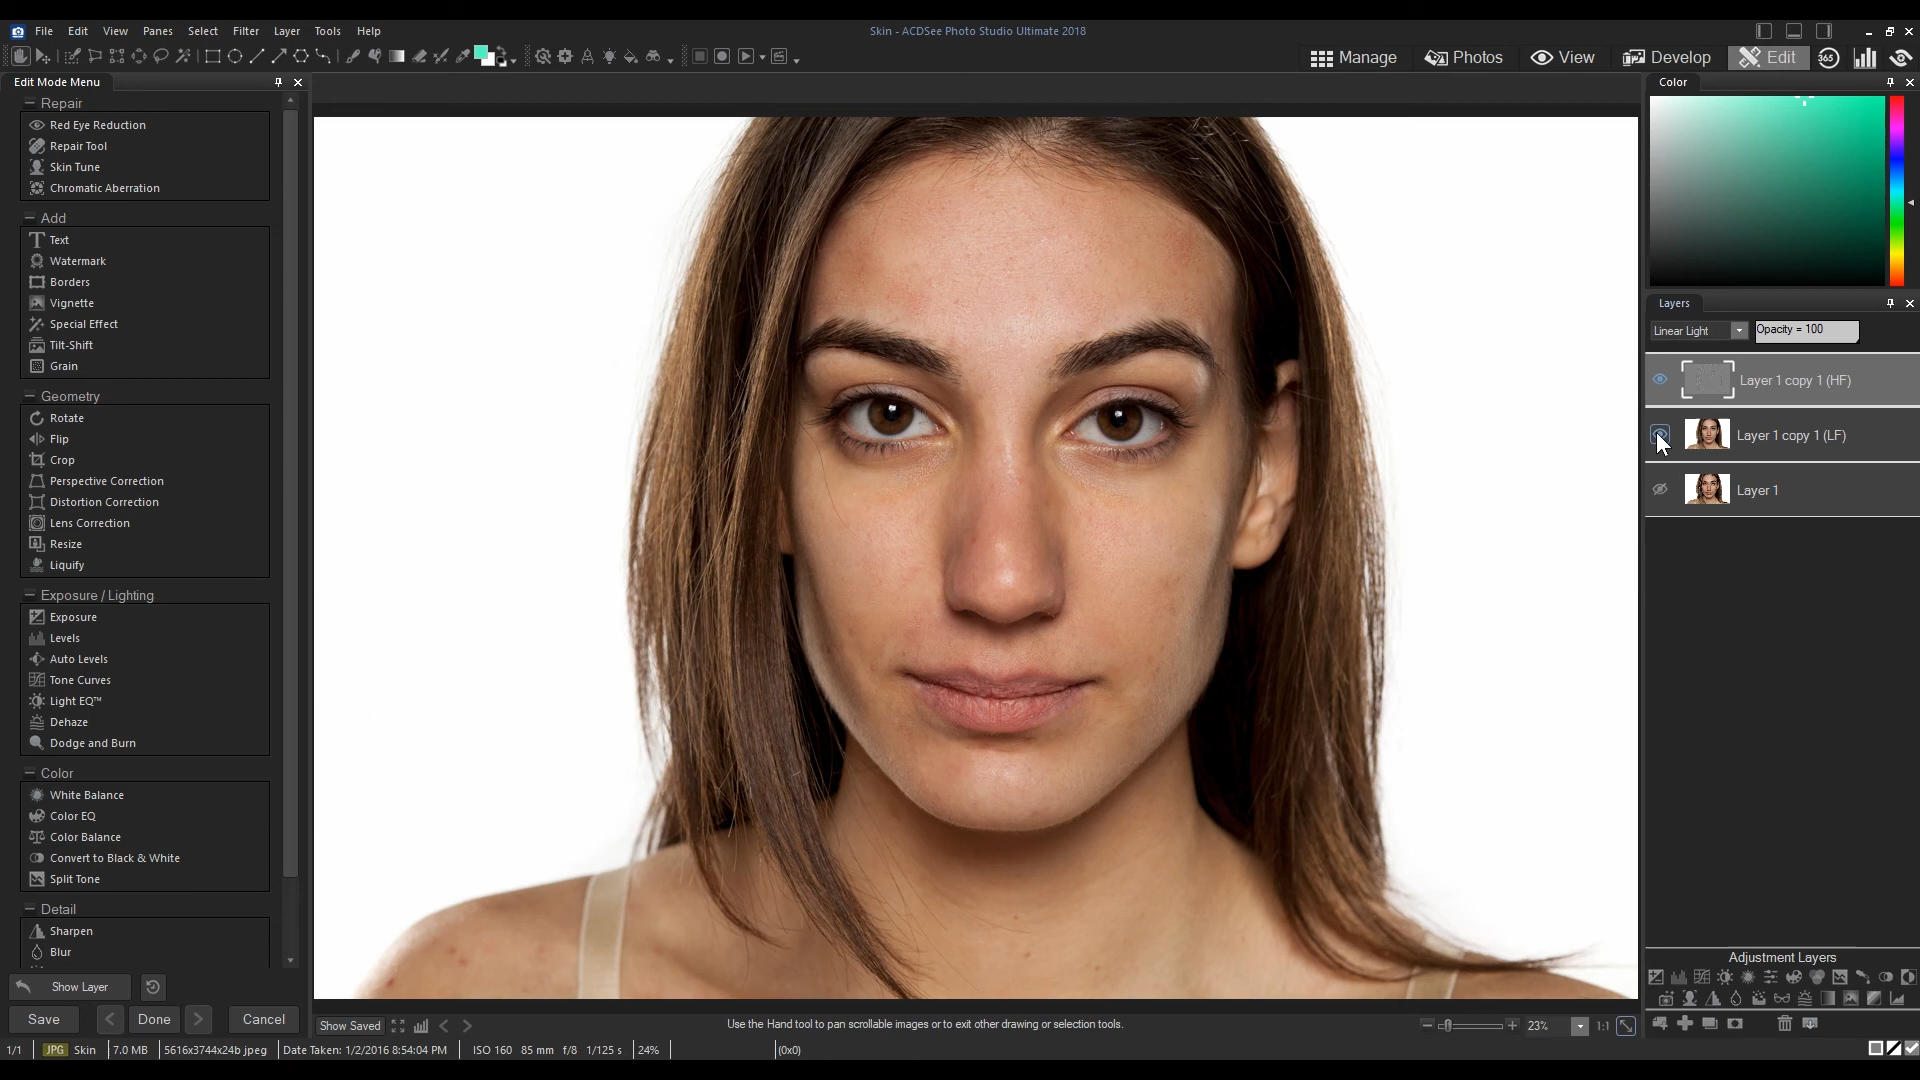 File Edit View Panes Select Filter Layer Tools Help
Skin - ACDSee Photo Studio Ultimate 2018
Manage Photos View Develop Edit 365
Edit Mode Menu
Repair
Red Eye Reduction
Repair Tool
Skin Tune
Chromatic Aberration
Add
Text
Watermark
Borders
Vignette
Special Effect
Tilt-Shift
Grain
Geometry
Rotate
Flip
Crop
Perspective Correction
Distortion Correction
Lens Correction
Resize
Liquify
Exposure / Lighting
Exposure
Levels
Auto Levels
Tone Curves
Light EQ™
Dehaze
Dodge and Burn
Color
White Balance
Color EQ
Color Balance
Convert to Black & White
Split Tone
Detail
Sharpen
Blur
Show Layer
Save Done Cancel
Color
Layers
Linear Light Opacity = 100
Layer 1 copy 1 (HF)
Layer 1 copy 1 (LF)
Layer 1
Adjustment Layers
Show Saved
Use the Hand tool to pan scrollable images or to exit other drawing or selection tools.
23% 1:1
1/1 JPG Skin 7.0 MB 5616x3744x24b jpeg Date Taken: 1/2/2016 8:54:04 PM ISO 160 85 mm f/8 1/125 s 24% (0x0)